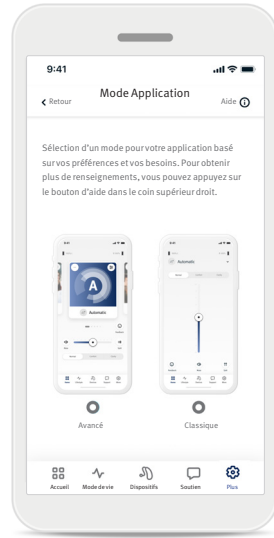 9:41
Retour
Mode Application
Aide
Sélection d'un mode pour votre application basé
sur vos préférences et vos besoins. Pour obtenir
plus de renseignements, vous pouvez appuyez sur
le bouton d'aide dans le coin supérieur droit.
A
Automatic
Automatic
Avancé
Classique
Accueil
Mode de vie
Dispositifs
Soutien
Plus